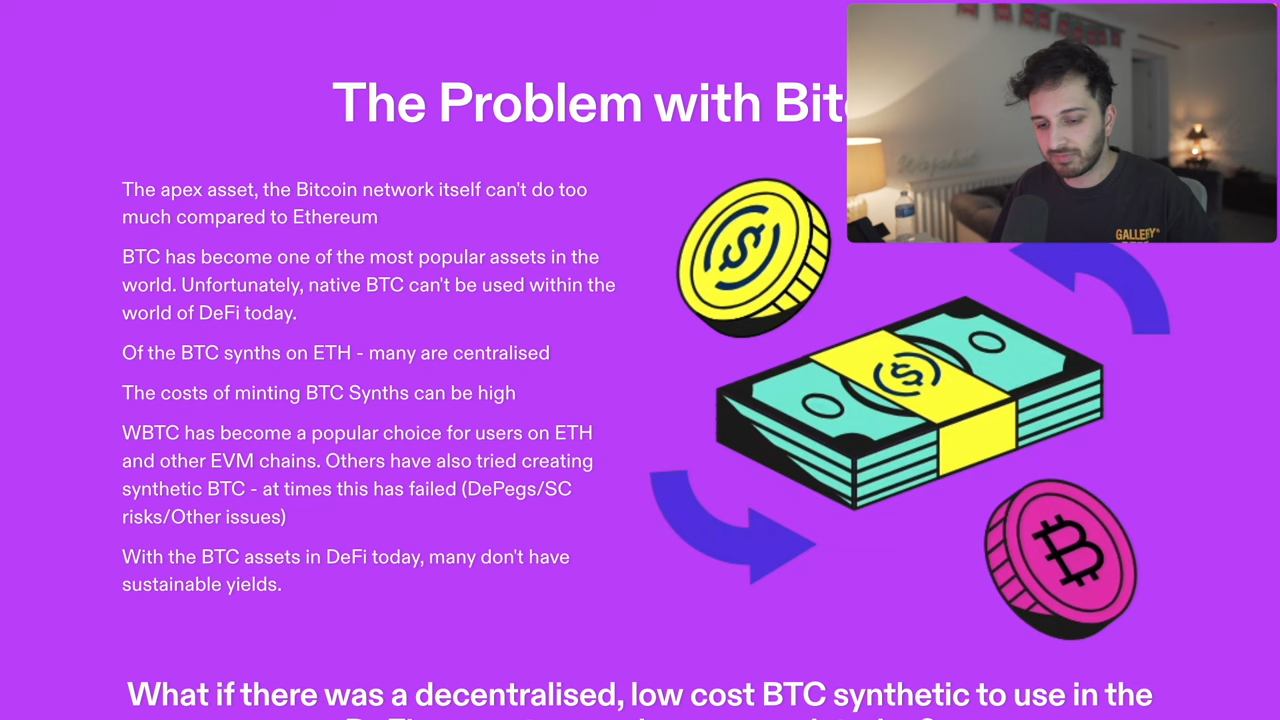 The Problem with Bit
The apex asset, the Bitcoin network itself can't do too
much compared to Ethereum
BTC has become one of the most popular assets in the
world. Unfortunately, native BTC can't be used within the
world of DeFi today.
Of the BTC synths on ETH - many are centralised
The costs of minting BTC Synths can be high
WBTC has become a popular choice for users on ETH
and other EVM chains. Others have also tried creating
synthetic BTC - at times this has failed (DePegs/SC
risks/Other issues)
With the BTC assets in DeFi today, many don't have
sustainable yields.
GALLERY
What if there was a decentralised, low cost BTC synthetic to use in the